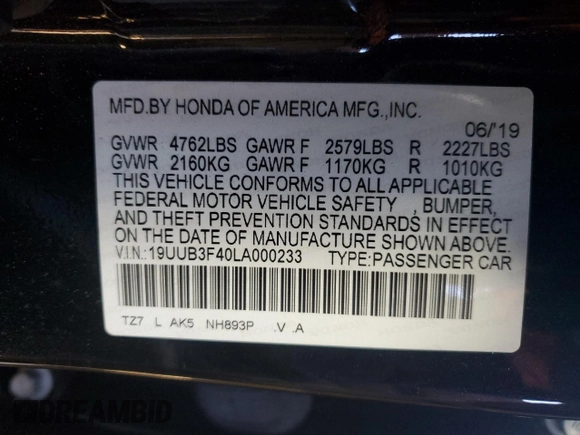 MFD.BY HONDA OF AMERICA MFG.,INC.
06/'19
GVWR 4762LBS GAWR F 2579LBS R 2227LBS
GVWR 2160KG GAWR F 1170KG R 1010KG
THIS VEHICLE CONFORMS TO ALL APPLICABLE
FEDERAL MOTOR VEHICLE SAFETY , BUMPER,
AND THEFT PREVENTION STANDARDS IN EFFECT
ON THE DATE OF MANUFACTURE SHOWN ABOVE.
V.I.N.:19UUB3F40LA000233 TYPE:PASSENGER CAR
TZ7 L AK5 NH893P .V .A
DREAMBID